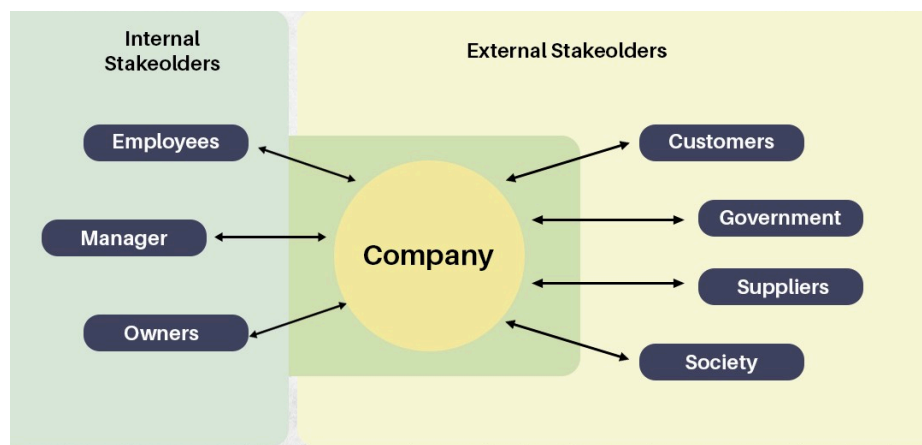 Internal
Stakeolders
External Stakeolders
Employees
Manager
Owners
Company
Customers
Government
Suppliers
Society